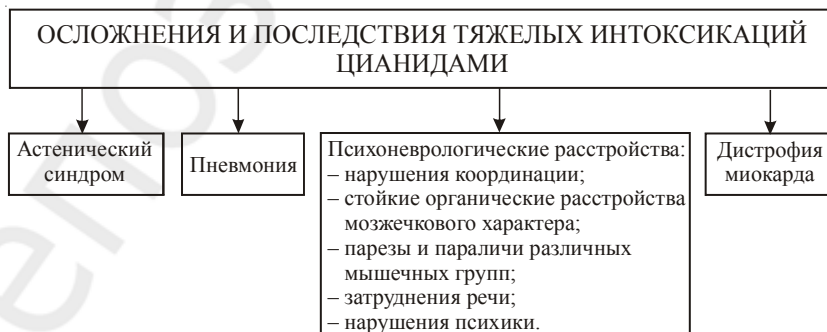 ОСЛОЖНЕНИЯ И ПОСЛЕДСТВИЯ ТЯЖЕЛЫХ ИНТОКСИКАЦИЙ
ЦИАНИДАМИ
Астенический
синдром
Пневмония
Психоневрологические расстройства:
– нарушения координации;
– стойкие органические расстройства
мозжечкового характера;
– парезы и параличи различных
мышечных групп;
– затруднения речи;
– нарушения психики.
Дистрофия
миокарда